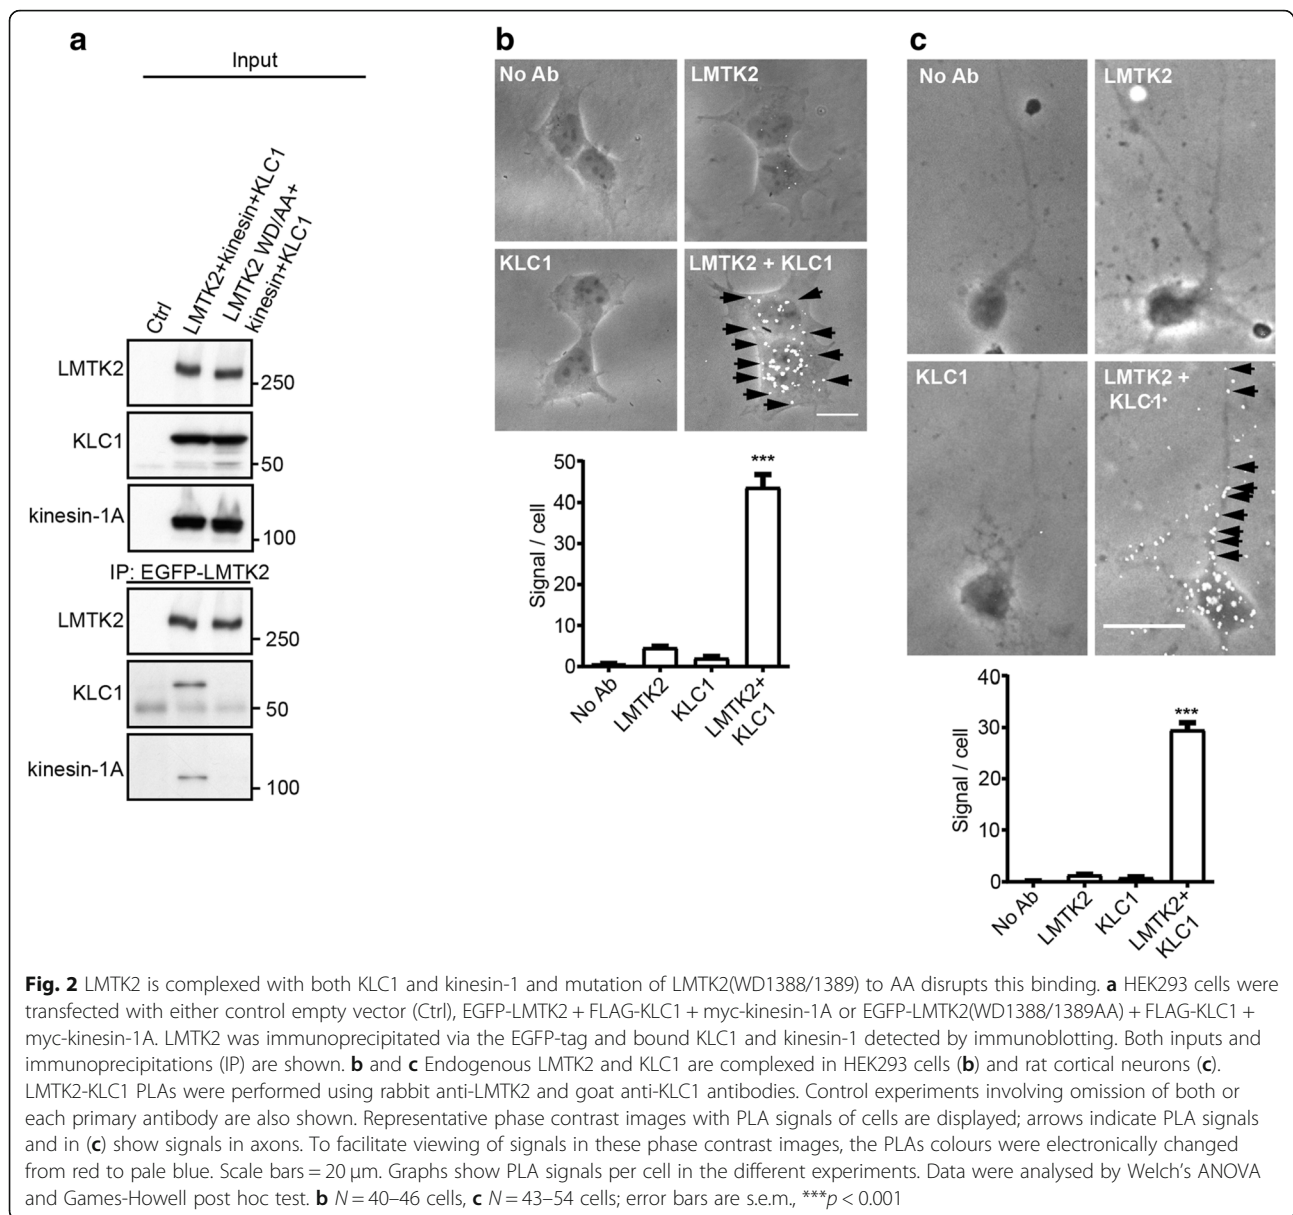 a
Input
Ctrl
LMTK2+kinesin+KLC1
LMTK2 WD/AA+
kinesin+KLC1
LMTK2
250
KLC1
50
kinesin-1A
100
IP: EGFP-LMTK2
LMTK2
250
KLC1
50
kinesin-1A
100
b
No Ab
LMTK2
KLC1
LMTK2 + KLC1
50
40
30
20
10
0
Signal / cell
***
No Ab
LMTK2
KLC1
LMTK2+
KLC1
c
No Ab
LMTK2
KLC1
LMTK2 +
KLC1
40
30
20
10
0
Signal / cell
***
No Ab
LMTK2
KLC1
LMTK2+
KLC1
Fig. 2 LMTK2 is complexed with both KLC1 and kinesin-1 and mutation of LMTK2(WD1388/1389) to AA disrupts this binding. a HEK293 cells were
transfected with either control empty vector (Ctrl), EGFP-LMTK2 + FLAG-KLC1 + myc-kinesin-1A or EGFP-LMTK2(WD1388/1389AA) + FLAG-KLC1 +
myc-kinesin-1A. LMTK2 was immunoprecipitated via the EGFP-tag and bound KLC1 and kinesin-1 detected by immunoblotting. Both inputs and
immunoprecipitations (IP) are shown. b and c Endogenous LMTK2 and KLC1 are complexed in HEK293 cells (b) and rat cortical neurons (c).
LMTK2-KLC1 PLAs were performed using rabbit anti-LMTK2 and goat anti-KLC1 antibodies. Control experiments involving omission of both or
each primary antibody are also shown. Representative phase contrast images with PLA signals of cells are displayed; arrows indicate PLA signals
and in (c) show signals in axons. To facilitate viewing of signals in these phase contrast images, the PLAs colours were electronically changed
from red to pale blue. Scale bars = 20 μm. Graphs show PLA signals per cell in the different experiments. Data were analysed by Welch's ANOVA
and Games-Howell post hoc test. b N = 40–46 cells, c N = 43–54 cells; error bars are s.e.m., ***p < 0.001